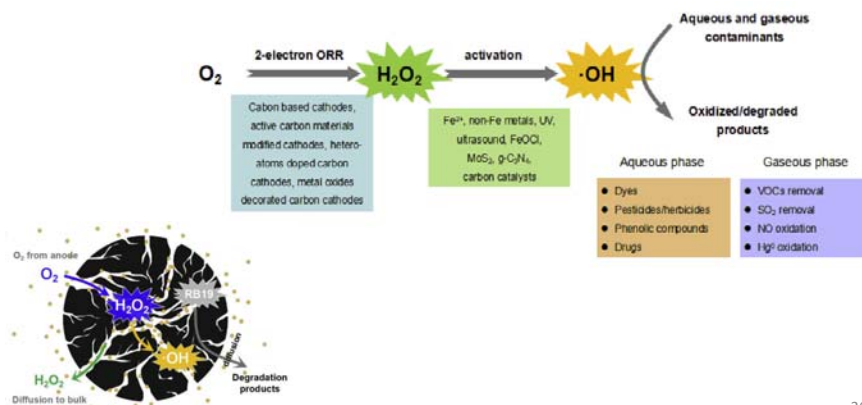 O₂
2-electron ORR
H₂O₂
activation
·OH
Aqueous and gaseous
contaminants
Oxidized/degraded
products
Cabon based cathodes,
active carbon materials
modified cathodes, hetero-
atoms doped carbon
cathodes, metal oxides
decorated carbon cathodes
Fe²⁺, non-Fe metals, UV,
ultrasound, FeOCl,
MoS₂, g-C₃N₄,
carbon catalysts
Aqueous phase
● Dyes
● Pesticides/herbicides
● Phenolic compounds
● Drugs
Gaseous phase
● VOCs removal
● SO₂ removal
● NO oxidation
● Hg⁰ oxidation
O₂ from anode
O₂
H₂O₂
RB19
·OH
diffusion
H₂O₂
Diffusion to bulk
Degradation
products